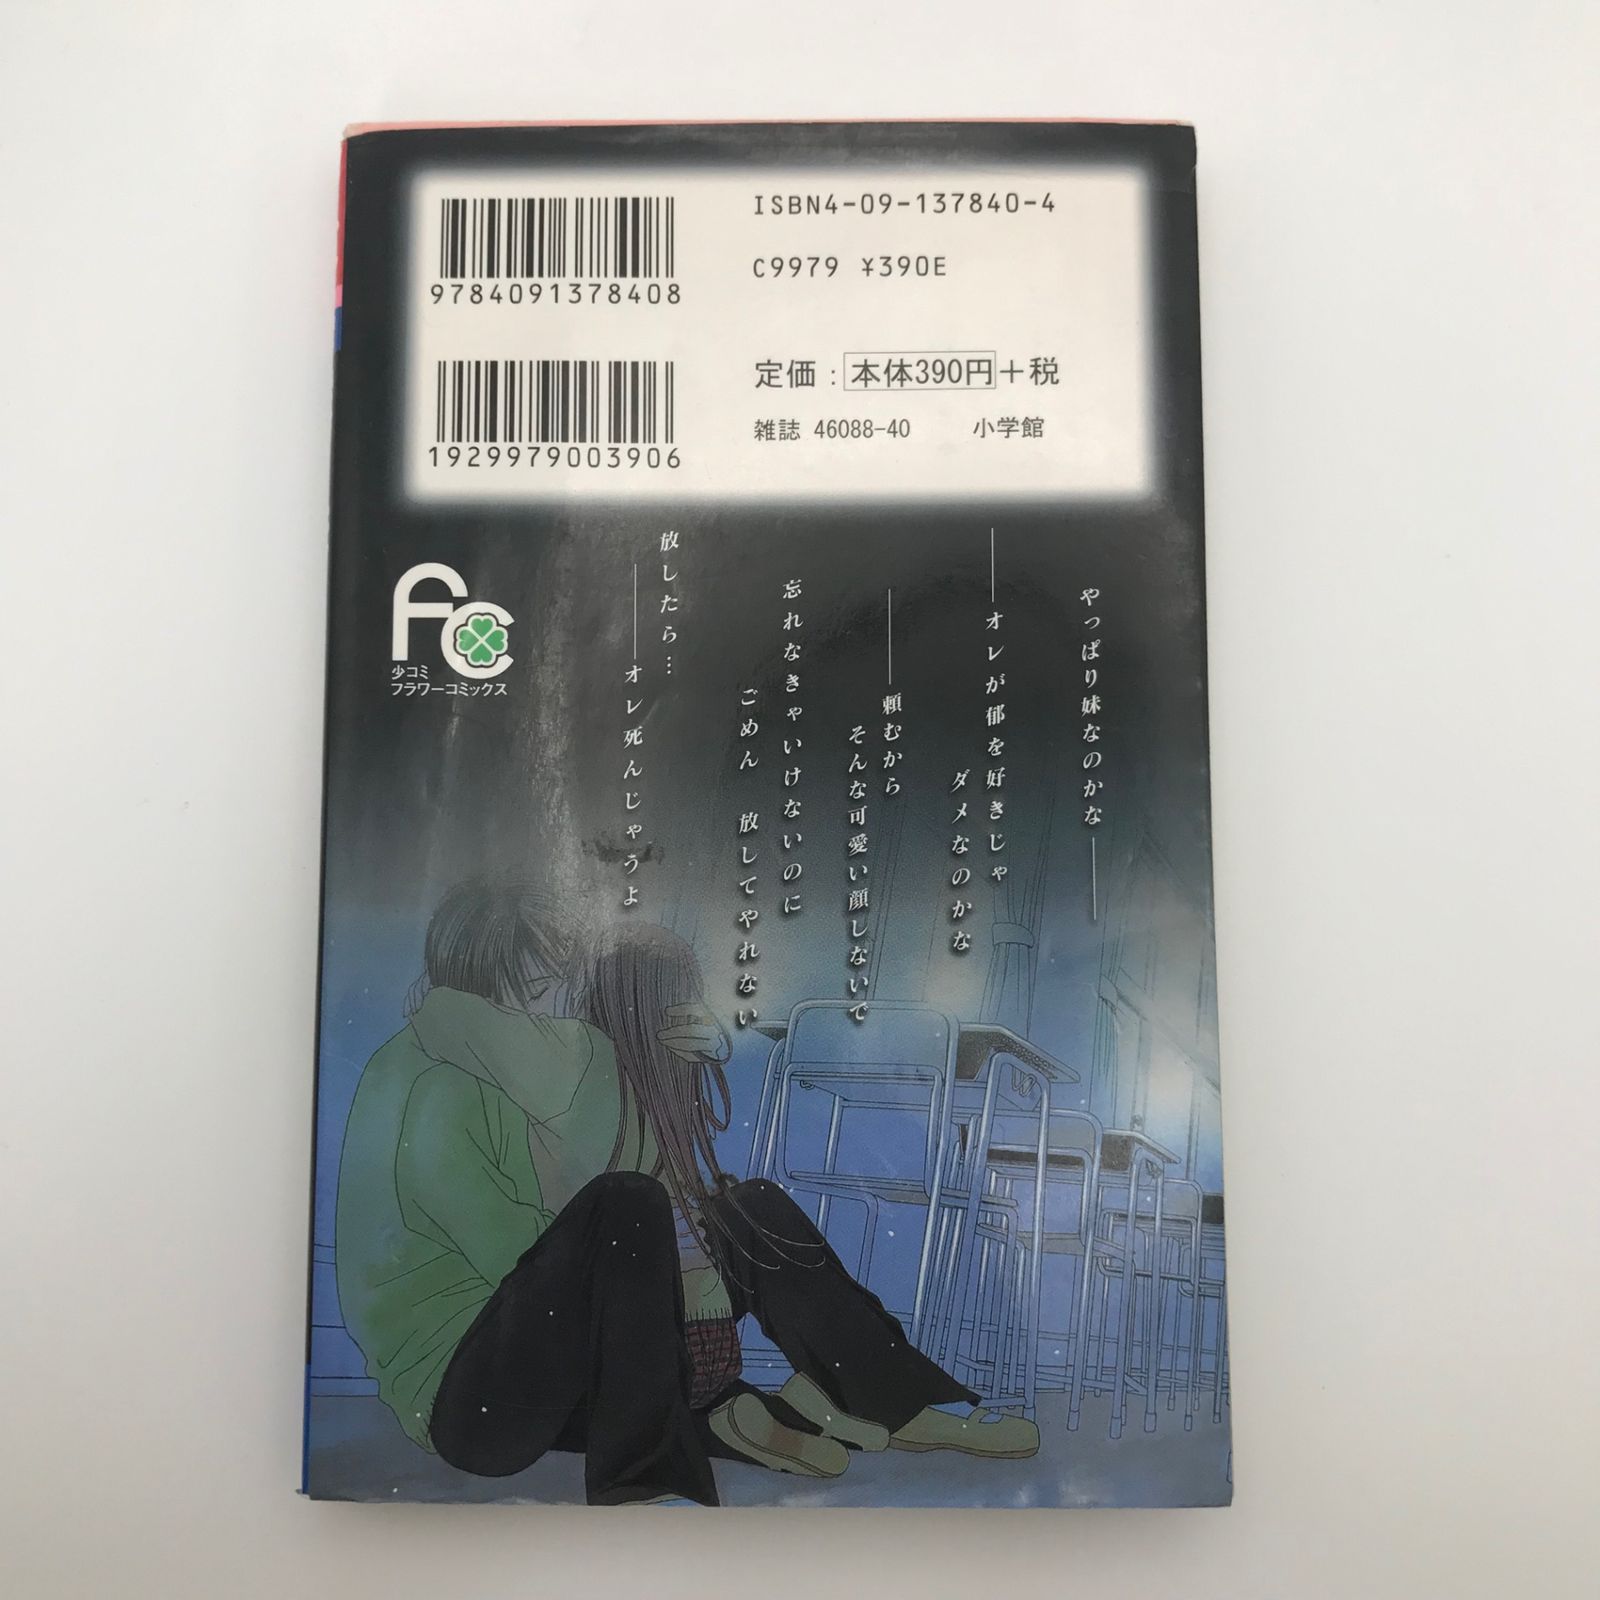 ISBN4-09-137840-4
C9979 ¥390E
9784091378408
定価：本体390円＋税
雑誌 46088-40 小学館
1929979003906
FC
少コミ
フラワーコミックス
やっぱり妹なのかな――
――オレが郁を好きじゃ
ダメなのかな
――頼むから
そんな可愛い顔しないで
忘れなきゃいけないのに
ごめん 放してやれない
放したら…
――オレ死んじゃうよ